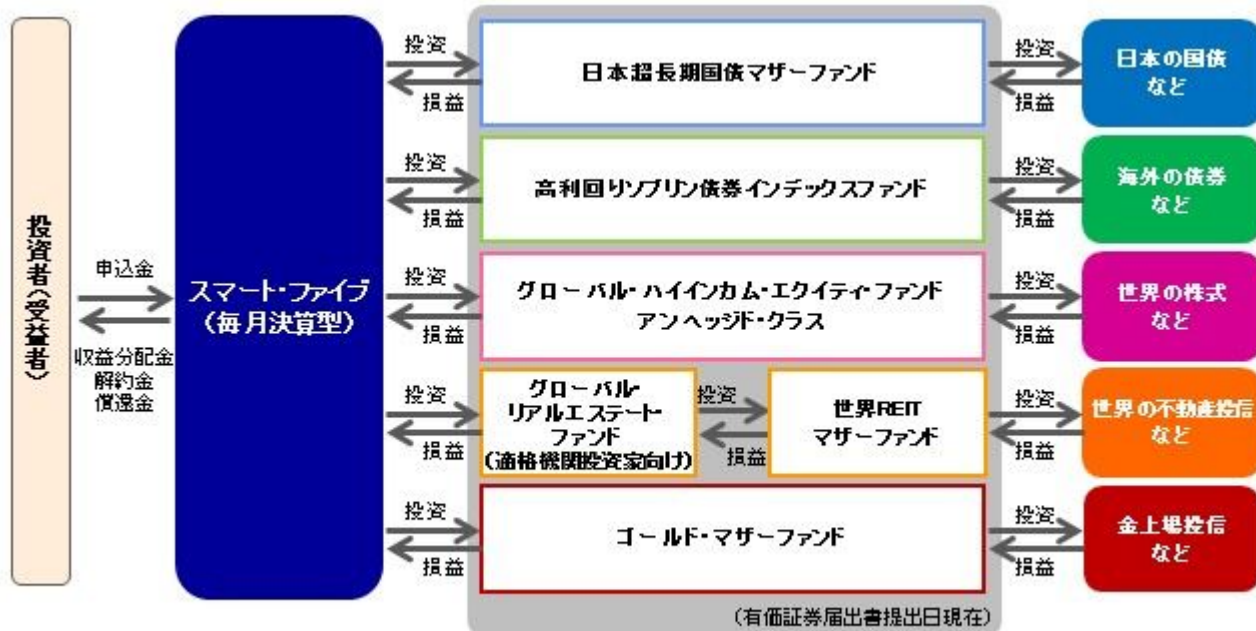 投資者(受益者)
申込金
収益分配金
解約金
償還金
スマート・ファイブ
(毎月決算型)
投資
損益
日本超長期国債マザーファンド
投資
損益
日本の国債
など
投資
損益
高利回りソブリン債券インデックスファンド
投資
損益
海外の債券
など
投資
損益
グローバル・ハイインカム・エクイティ・ファンド
アンヘッジド・クラス
投資
損益
世界の株式
など
投資
損益
グローバル・
リアルエステート・
ファンド
(適格機関投資家向け)
投資
損益
世界REIT
マザーファンド
投資
損益
世界の不動産投信
など
投資
損益
ゴールド・マザーファンド
投資
損益
金上場投信
など
(有価証券届出書提出日現在)